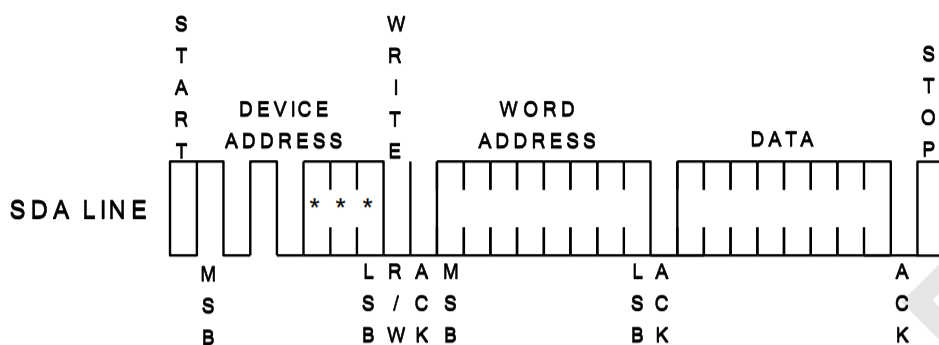 START
WRITE
STOP
DEVICE
ADDRESS
WORD
ADDRESS
DATA
SDA LINE
* * *
MSB
LSB
R/W
ACK
MSB
LSB
ACK
ACK